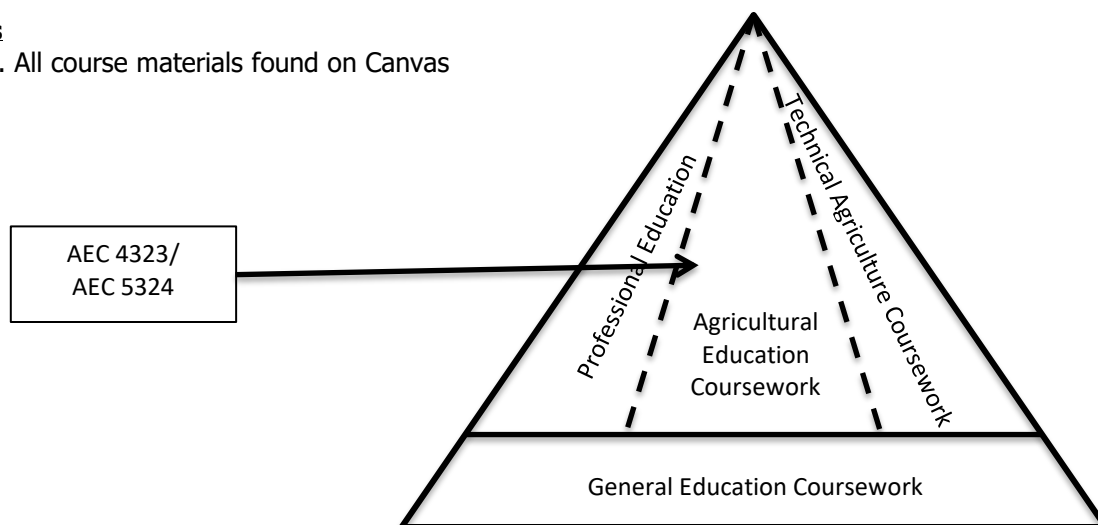 . All course materials found on Canvas
Technical Agriculture Coursework
Professional Education
AEC 4323/
AEC 5324
Agricultural
Education
Coursework
General Education Coursework